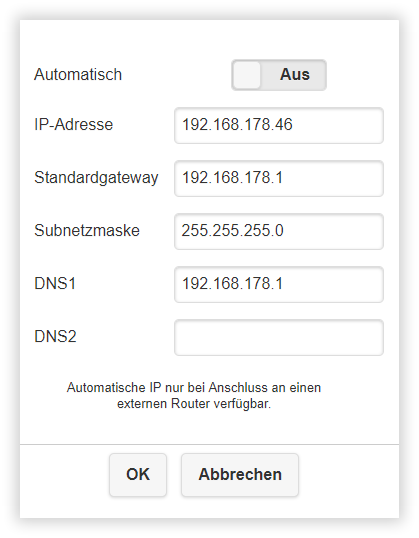 Automatisch Aus
IP-Adresse 192.168.178.46
Standardgateway 192.168.178.1
Subnetzmaske 255.255.255.0
DNS1 192.168.178.1
DNS2
Automatische IP nur bei Anschluss an einen
externen Router verfügbar.
OK Abbrechen